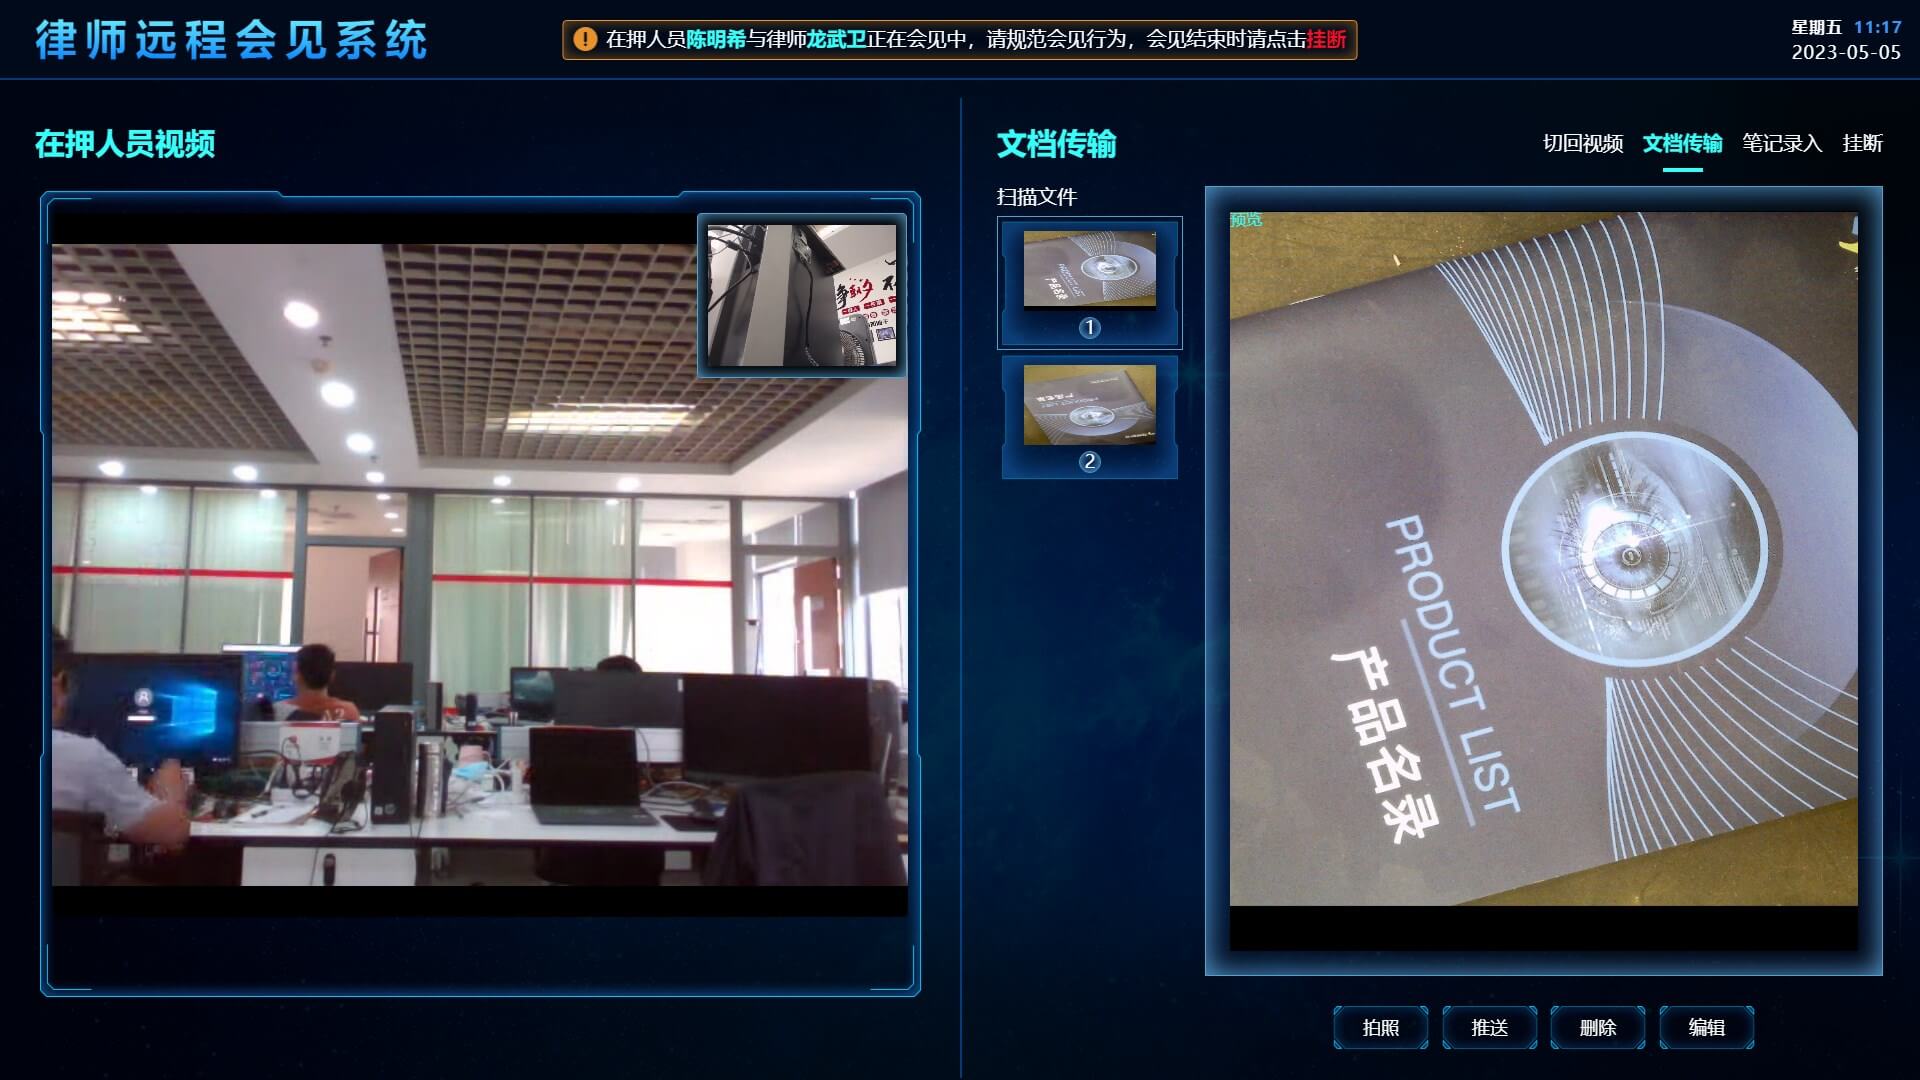 律师远程会见系统
在押人员陈明希与律师龙武卫正在会见中，请规范会见行为，会见结束时请点击挂断
星期五 11:17
2023-05-05
在押人员视频
文档传输
切回视频 文档传输 笔记录入 挂断
扫描文件
1
2
预览
PRODUCT LIST
产品名录
拍照 推送 删除 编辑